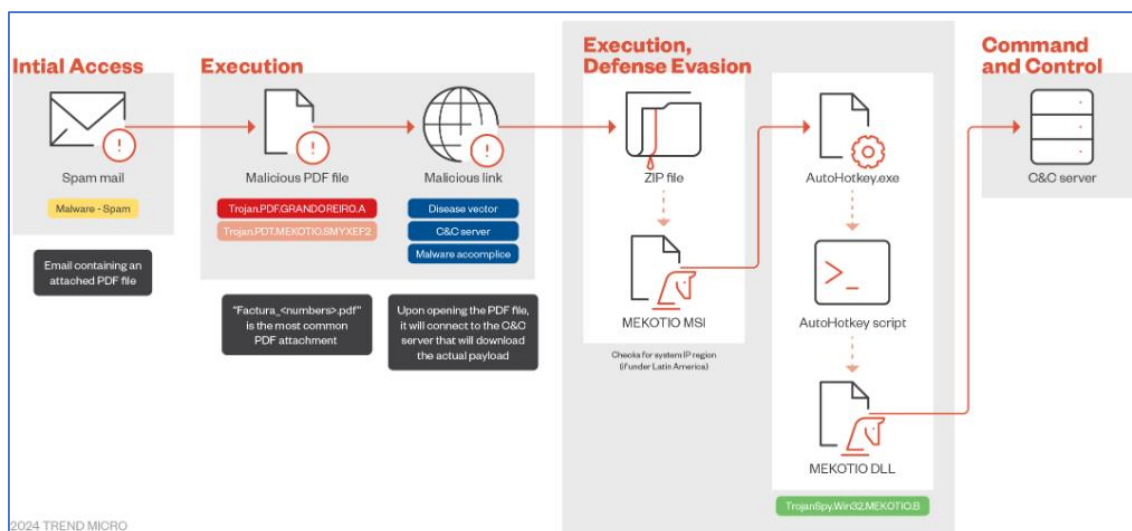 Intial Access
Spam mail
Malware - Spam
Email containing an
attached PDF file
Execution
Malicious PDF file
Trojan.PDF.GRANDOREIRO.A
Trojan.PDT.MEKOTIO.SMYXEF2
"Factura_<numbers>.pdf"
is the most common
PDF attachment
Malicious link
Disease vector
C&C server
Malware accomplice
Upon opening the PDF file,
it will connect to the C&C
server that will download
the actual payload
Execution,
Defense Evasion
ZIP file
MEKOTIO MSI
Checks for system IP region
(if under Latin America)
AutoHotkey.exe
AutoHotkey script
MEKOTIO DLL
TrojanSpy.Win32.MEKOTIO.B
Command
and Control
C&C server
2024 TREND MICRO